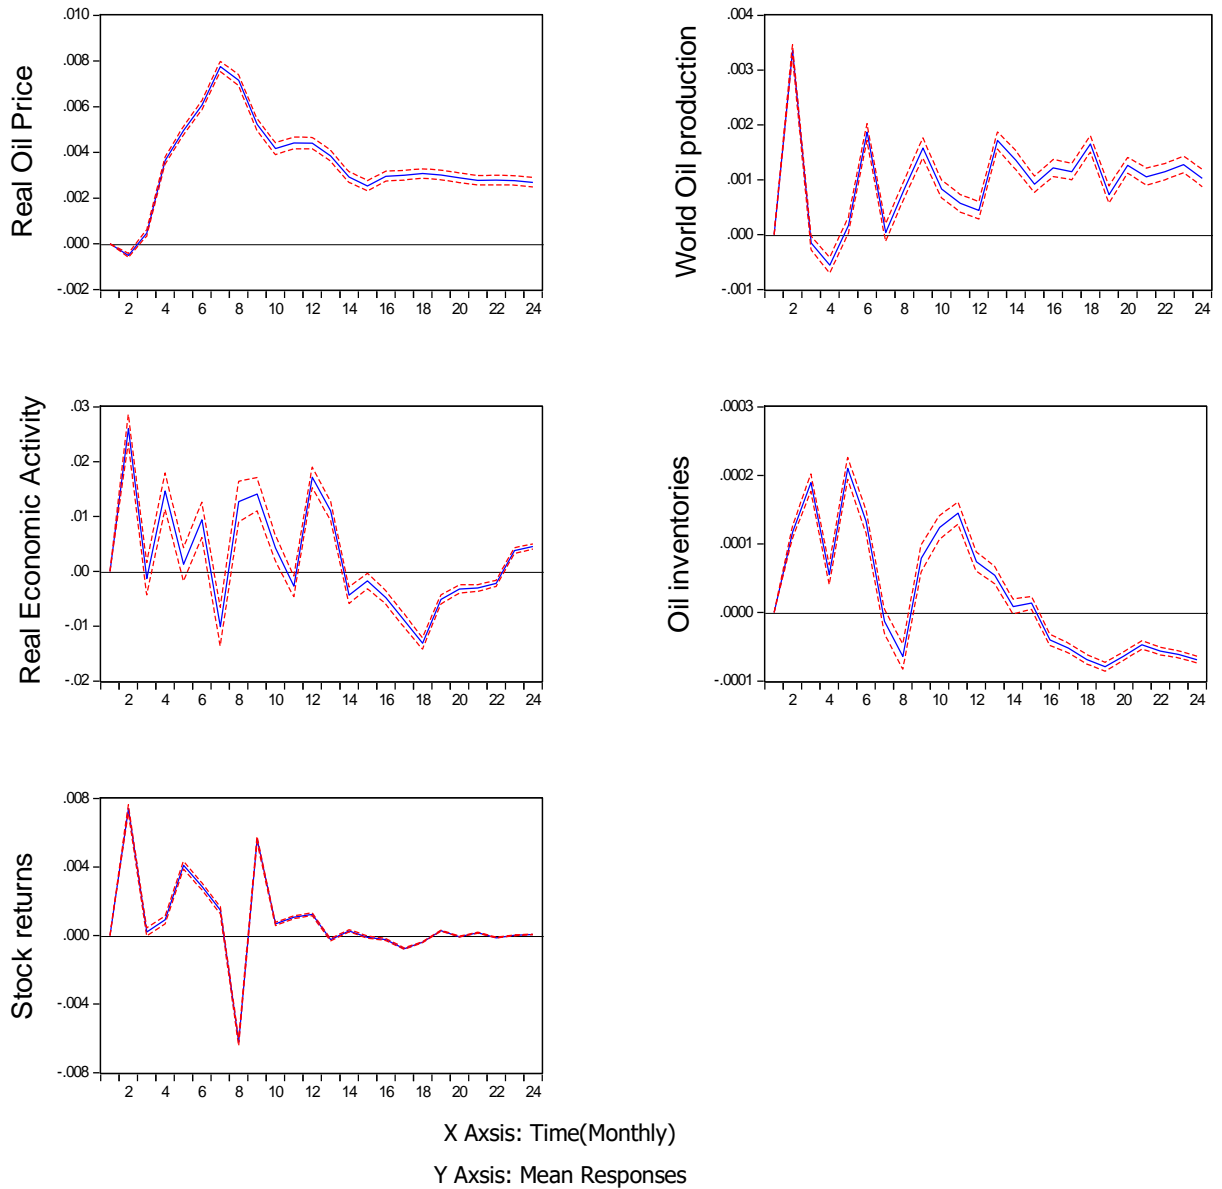 Real Oil Price
.010
.008
.006
.004
.002
.000
-.002
2 4 6 8 10 12 14 16 18 20 22 24
World Oil production
.004
.003
.002
.001
.000
-.001
2 4 6 8 10 12 14 16 18 20 22 24
Real Economic Activity
.03
.02
.01
.00
-.01
-.02
2 4 6 8 10 12 14 16 18 20 22 24
Oil inventories
.0003
.0002
.0001
.0000
-.0001
2 4 6 8 10 12 14 16 18 20 22 24
Stock returns
.008
.004
.000
-.004
-.008
2 4 6 8 10 12 14 16 18 20 22 24
X Axsis: Time(Monthly)
Y Axsis: Mean Responses